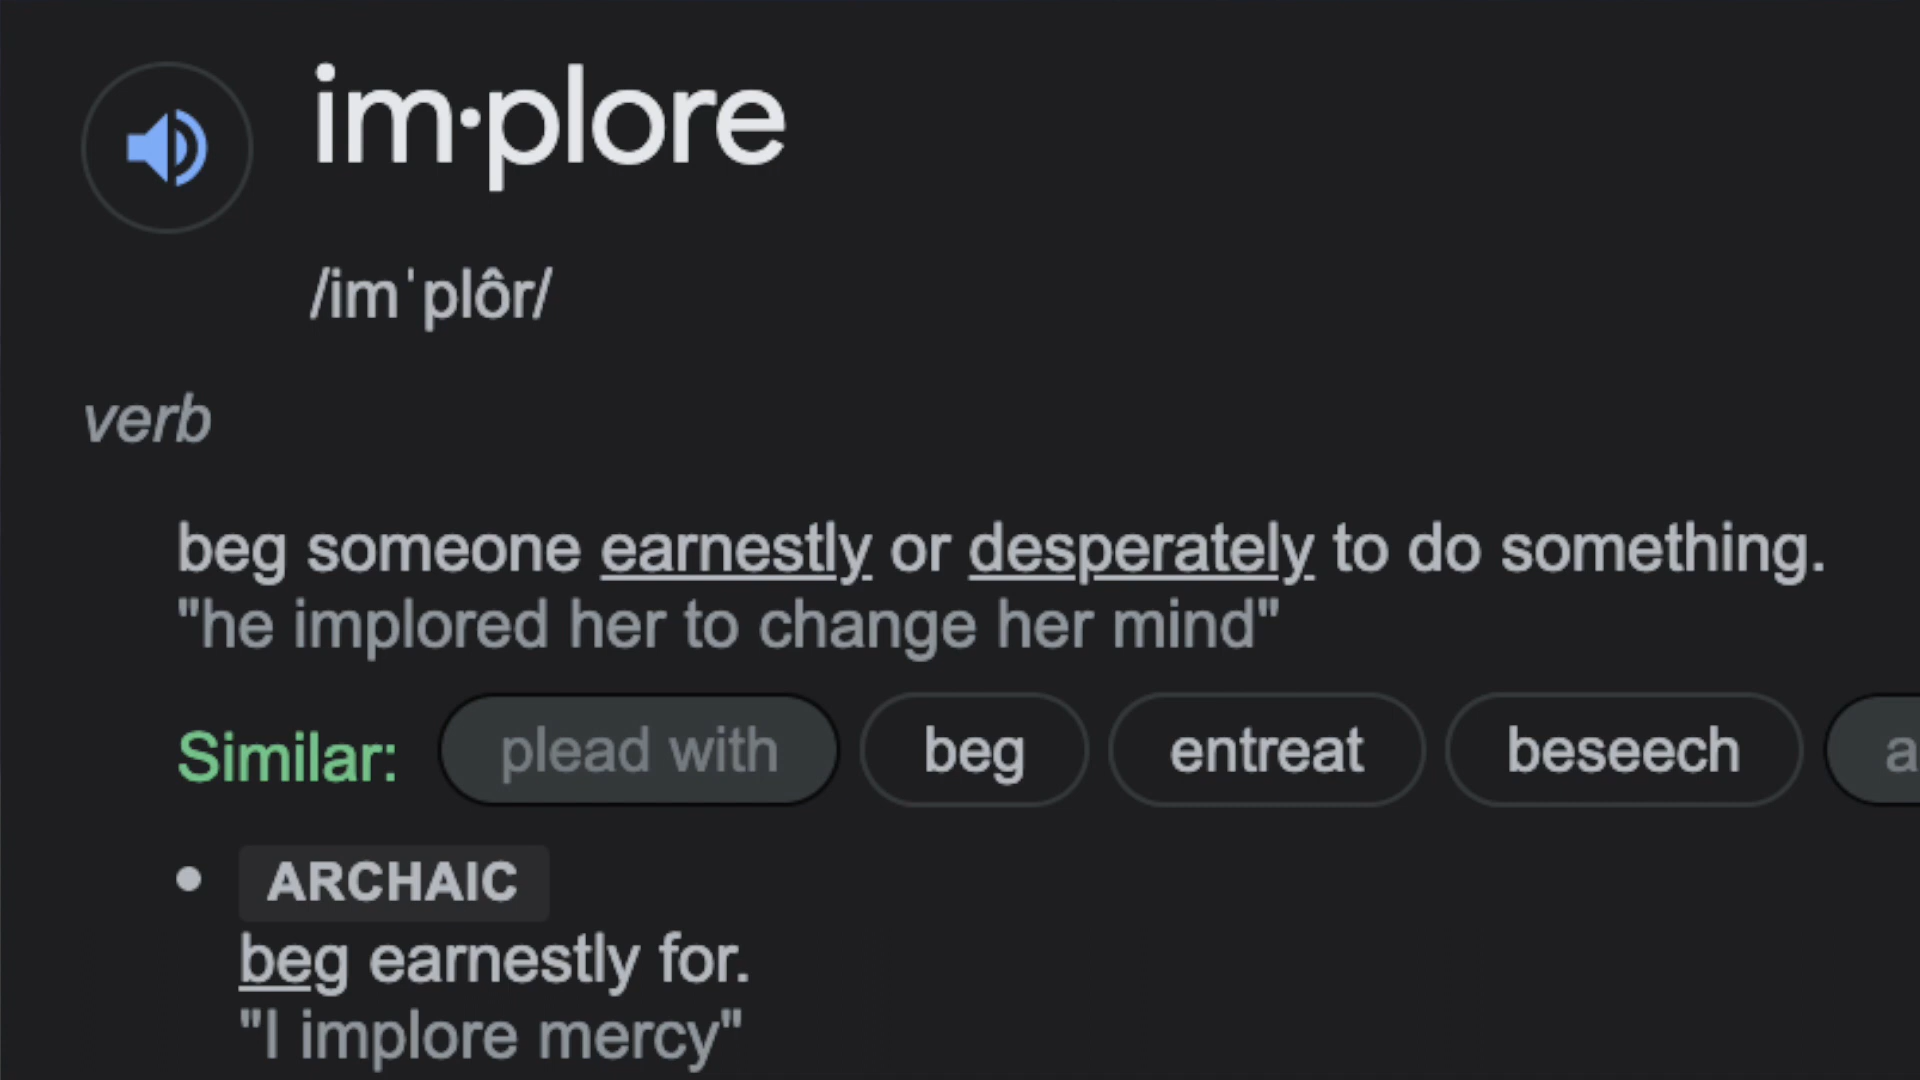 im·plore
/imˈplôr/
verb
beg someone earnestly or desperately to do something.
"he implored her to change her mind"
Similar: plead with beg entreat beseech
ARCHAIC
beg earnestly for.
"I implore mercy"